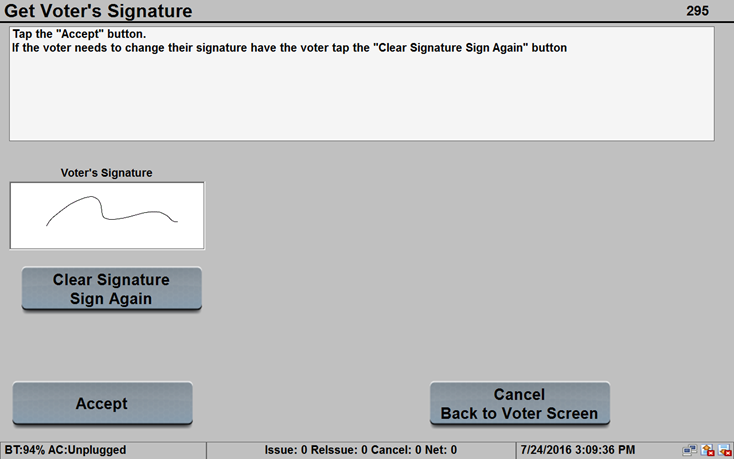 Get Voter's Signature
295
Tap the "Accept" button.
If the voter needs to change their signature have the voter tap the "Clear Signature Sign Again" button
Voter's Signature
Clear Signature
Sign Again
Accept
Cancel
Back to Voter Screen
BT:94% AC:Unplugged
Issue: 0 ReIssue: 0 Cancel: 0 Net: 0
7/24/2016 3:09:36 PM